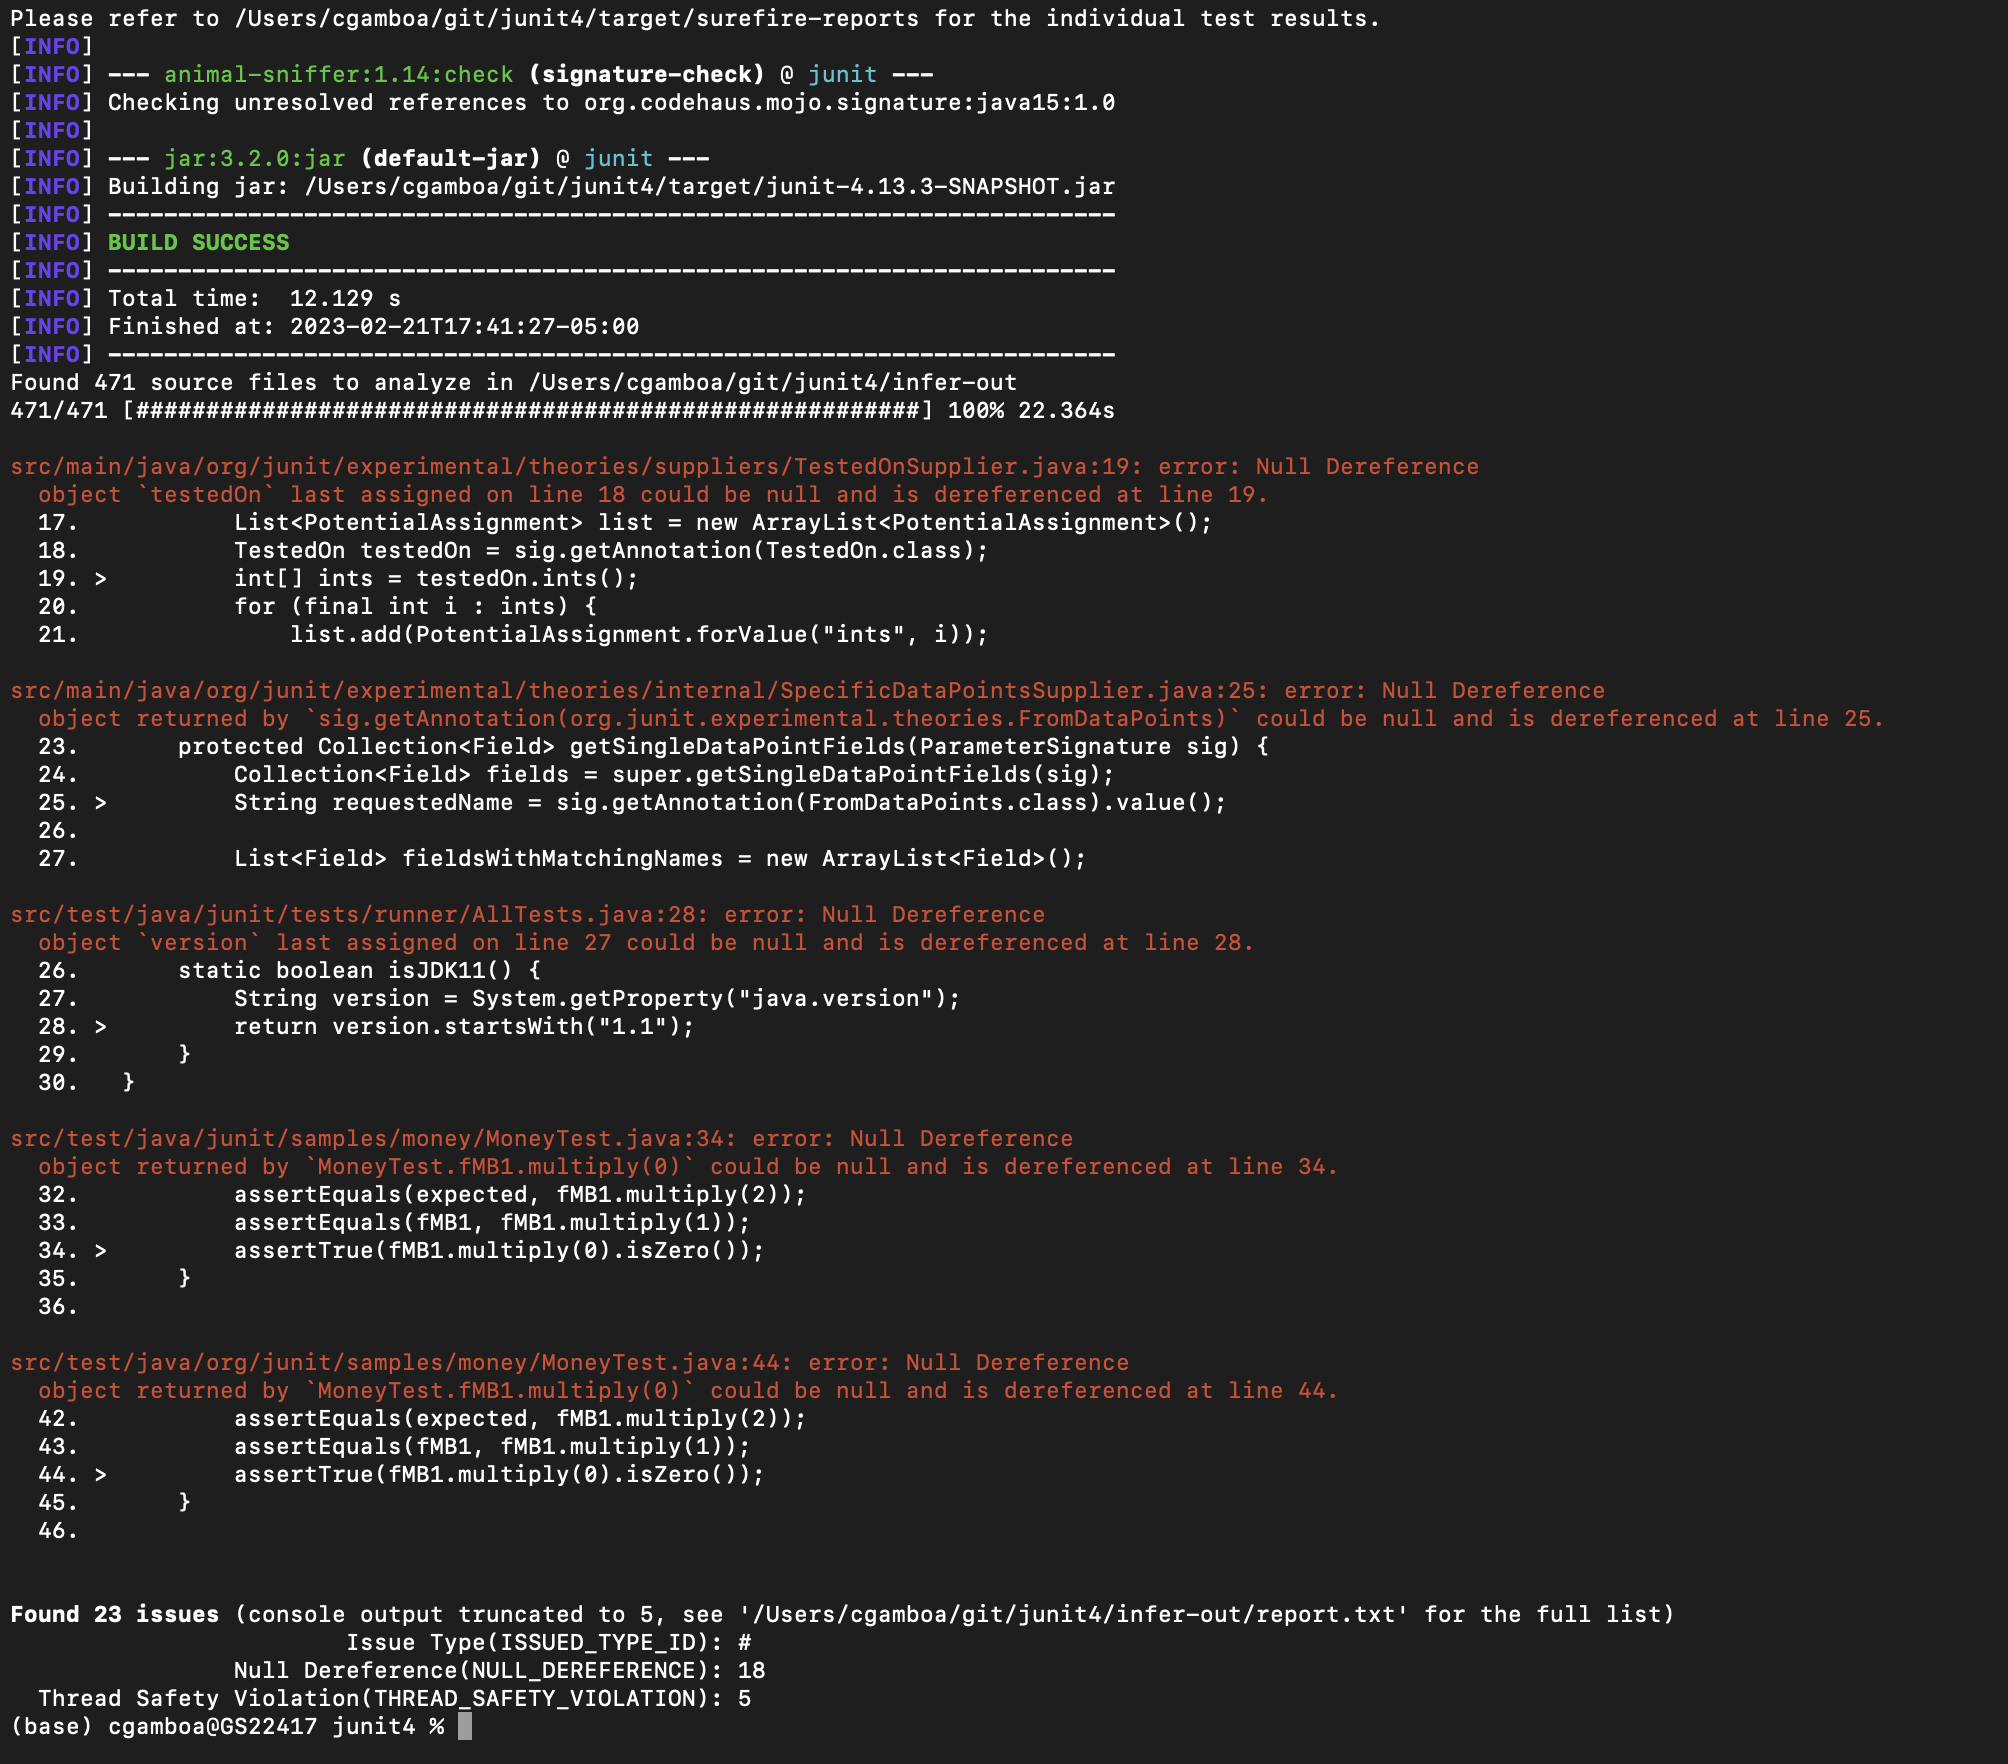 Please refer to /Users/cgamboa/git/junit4/target/surefire-reports for the individual test results.
[INFO]
[INFO] --- animal-sniffer:1.14:check (signature-check) @ junit ---
[INFO] Checking unresolved references to org.codehaus.mojo.signature:java15:1.0
[INFO]
[INFO] --- jar:3.2.0:jar (default-jar) @ junit ---
[INFO] Building jar: /Users/cgamboa/git/junit4/target/junit-4.13.3-SNAPSHOT.jar
[INFO] ------------------------------------------------------------------------
[INFO] BUILD SUCCESS
[INFO] ------------------------------------------------------------------------
[INFO] Total time:  12.129 s
[INFO] Finished at: 2023-02-21T17:41:27-05:00
[INFO] ------------------------------------------------------------------------
Found 471 source files to analyze in /Users/cgamboa/git/junit4/infer-out
471/471 [########################################################] 100% 22.364s

src/main/java/org/junit/experimental/theories/suppliers/TestedOnSupplier.java:19: error: Null Dereference
  object `testedOn` last assigned on line 18 could be null and is dereferenced at line 19.
  17.           List<PotentialAssignment> list = new ArrayList<PotentialAssignment>();
  18.           TestedOn testedOn = sig.getAnnotation(TestedOn.class);
  19. >         int[] ints = testedOn.ints();
  20.           for (final int i : ints) {
  21.               list.add(PotentialAssignment.forValue("ints", i));

src/main/java/org/junit/experimental/theories/internal/SpecificDataPointsSupplier.java:25: error: Null Dereference
  object returned by `sig.getAnnotation(org.junit.experimental.theories.FromDataPoints)` could be null and is dereferenced at line 25.
  23.       protected Collection<Field> getSingleDataPointFields(ParameterSignature sig) {
  24.           Collection<Field> fields = super.getSingleDataPointFields(sig);
  25. >         String requestedName = sig.getAnnotation(FromDataPoints.class).value();
  26.
  27.           List<Field> fieldsWithMatchingNames = new ArrayList<Field>();

src/test/java/junit/tests/runner/AllTests.java:28: error: Null Dereference
  object `version` last assigned on line 27 could be null and is dereferenced at line 28.
  26.       static boolean isJDK11() {
  27.           String version = System.getProperty("java.version");
  28. >         return version.startsWith("1.1");
  29.       }
  30.   }

src/test/java/junit/samples/money/MoneyTest.java:34: error: Null Dereference
  object returned by `MoneyTest.fMB1.multiply(0)` could be null and is dereferenced at line 34.
  32.           assertEquals(expected, fMB1.multiply(2));
  33.           assertEquals(fMB1, fMB1.multiply(1));
  34. >         assertTrue(fMB1.multiply(0).isZero());
  35.       }
  36.

src/test/java/org/junit/samples/money/MoneyTest.java:44: error: Null Dereference
  object returned by `MoneyTest.fMB1.multiply(0)` could be null and is dereferenced at line 44.
  42.           assertEquals(expected, fMB1.multiply(2));
  43.           assertEquals(fMB1, fMB1.multiply(1));
  44. >         assertTrue(fMB1.multiply(0).isZero());
  45.       }
  46.

Found 23 issues (console output truncated to 5, see '/Users/cgamboa/git/junit4/infer-out/report.txt' for the full list)
                        Issue Type(ISSUED_TYPE_ID): #
                Null Dereference(NULL_DEREFERENCE): 18
  Thread Safety Violation(THREAD_SAFETY_VIOLATION): 5
(base) cgamboa@GS22417 junit4 %